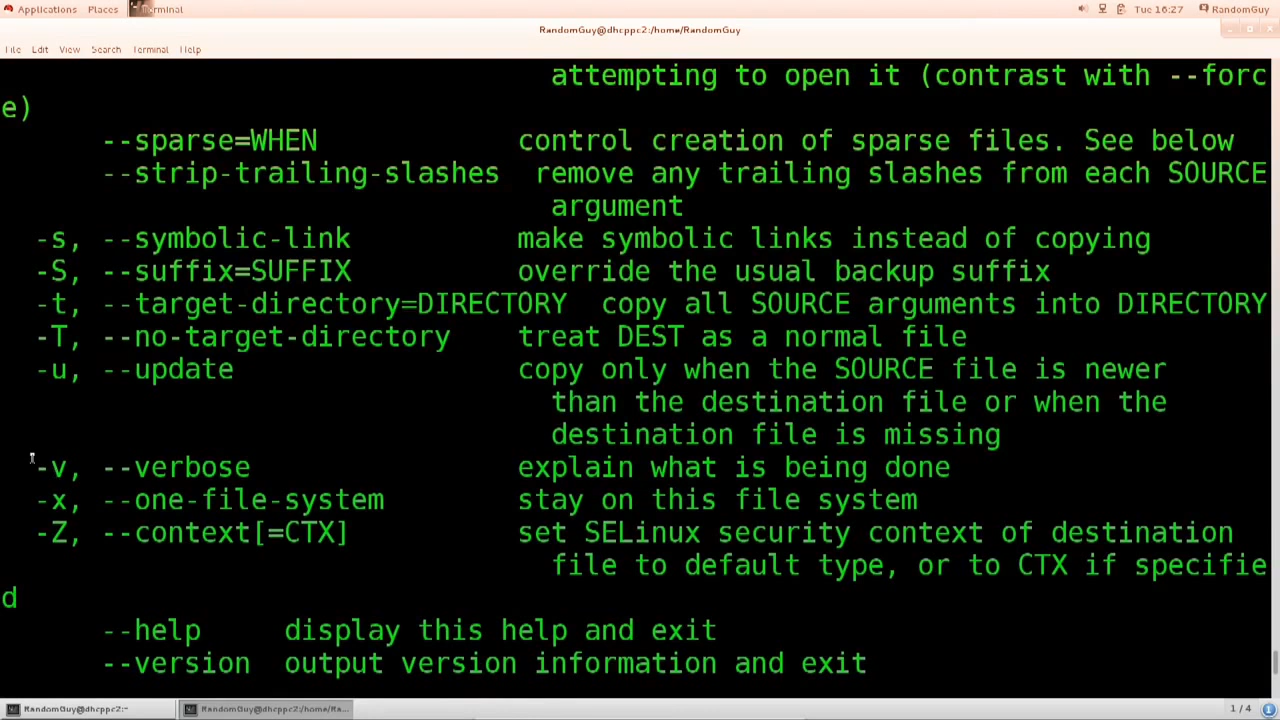 Applications Places Terminal Tue 16:27 RandomGuy
RandomGuy@dhcppc2:/home/RandomGuy
File Edit View Search Terminal Help
attempting to open it (contrast with --forc
e)
--sparse=WHEN control creation of sparse files. See below
--strip-trailing-slashes remove any trailing slashes from each SOURCE
argument
-s, --symbolic-link make symbolic links instead of copying
-S, --suffix=SUFFIX override the usual backup suffix
-t, --target-directory=DIRECTORY copy all SOURCE arguments into DIRECTORY
-T, --no-target-directory treat DEST as a normal file
-u, --update copy only when the SOURCE file is newer
than the destination file or when the
destination file is missing
-v, --verbose explain what is being done
-x, --one-file-system stay on this file system
-Z, --context[=CTX] set SELinux security context of destination
file to default type, or to CTX if specifie
d
--help display this help and exit
--version output version information and exit
RandomGuy@dhcppc2:~ RandomGuy@dhcppc2:/home/Ra... 1 / 4